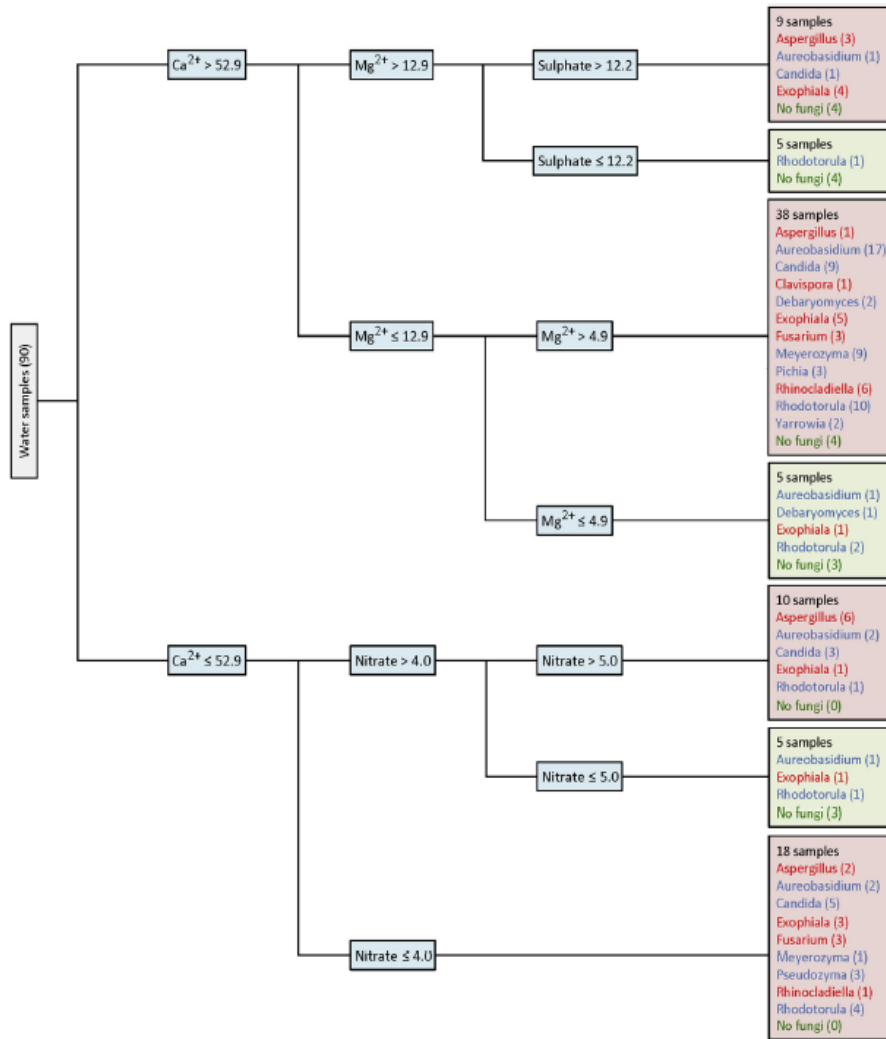 Water samples (90)
Ca²⁺ > 52.9
Mg²⁺ > 12.9
Sulphate > 12.2
9 samples
Aspergillus (3)
Aureobasidium (1)
Candida (1)
Exophiala (4)
No fungi (4)
Sulphate ≤ 12.2
5 samples
Rhodotorula (1)
No fungi (4)
Mg²⁺ ≤ 12.9
Mg²⁺ > 4.9
38 samples
Aspergillus (1)
Aureobasidium (17)
Candida (9)
Clavispora (1)
Debaryomyces (2)
Exophiala (5)
Fusarium (3)
Meyerozyma (9)
Pichia (3)
Rhinocladiella (6)
Rhodotorula (10)
Yarrowia (2)
No fungi (4)
Mg²⁺ ≤ 4.9
5 samples
Aureobasidium (1)
Debaryomyces (1)
Exophiala (1)
Rhodotorula (2)
No fungi (3)
Ca²⁺ ≤ 52.9
Nitrate > 4.0
Nitrate > 5.0
10 samples
Aspergillus (6)
Aureobasidium (2)
Candida (3)
Exophiala (1)
Rhodotorula (1)
No fungi (0)
Nitrate ≤ 5.0
5 samples
Aureobasidium (1)
Exophiala (1)
Rhodotorula (1)
No fungi (3)
Nitrate ≤ 4.0
18 samples
Aspergillus (2)
Aureobasidium (2)
Candida (5)
Exophiala (3)
Fusarium (3)
Meyerozyma (1)
Pseudozyma (3)
Rhinocladiella (1)
Rhodotorula (4)
No fungi (0)